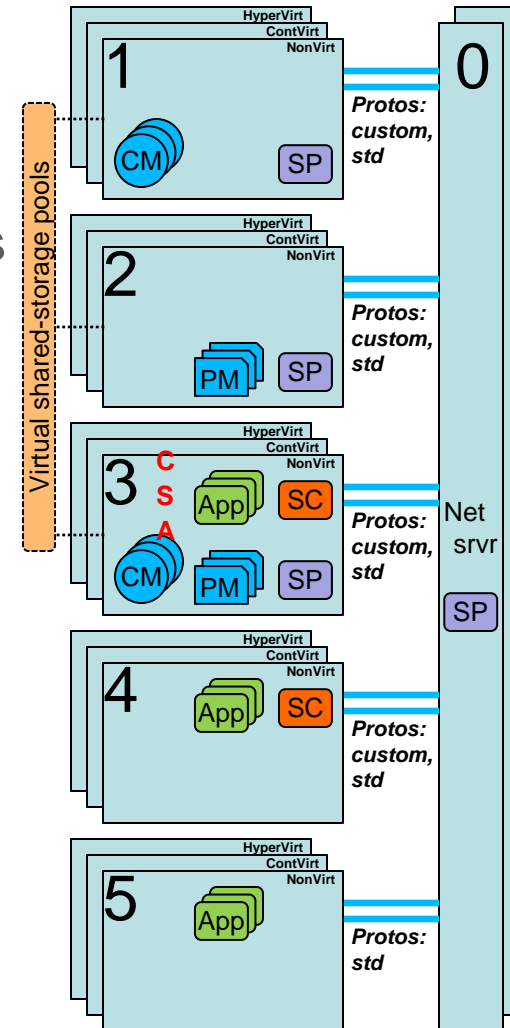 HyperVirt
ContVirt
NonVirt
1
CM
SP
Protos:
custom,
std
0
Virtual shared-storage pools
s
HyperVirt
ContVirt
NonVirt
2
PM
SP
Protos:
custom,
std
HyperVirt
ContVirt
NonVirt
3
C
S
A
App
SC
CM
PM
SP
Protos:
custom,
std
Net
srvr
SP
HyperVirt
ContVirt
NonVirt
4
App
SC
Protos:
custom,
std
HyperVirt
ContVirt
NonVirt
5
App
Protos:
std